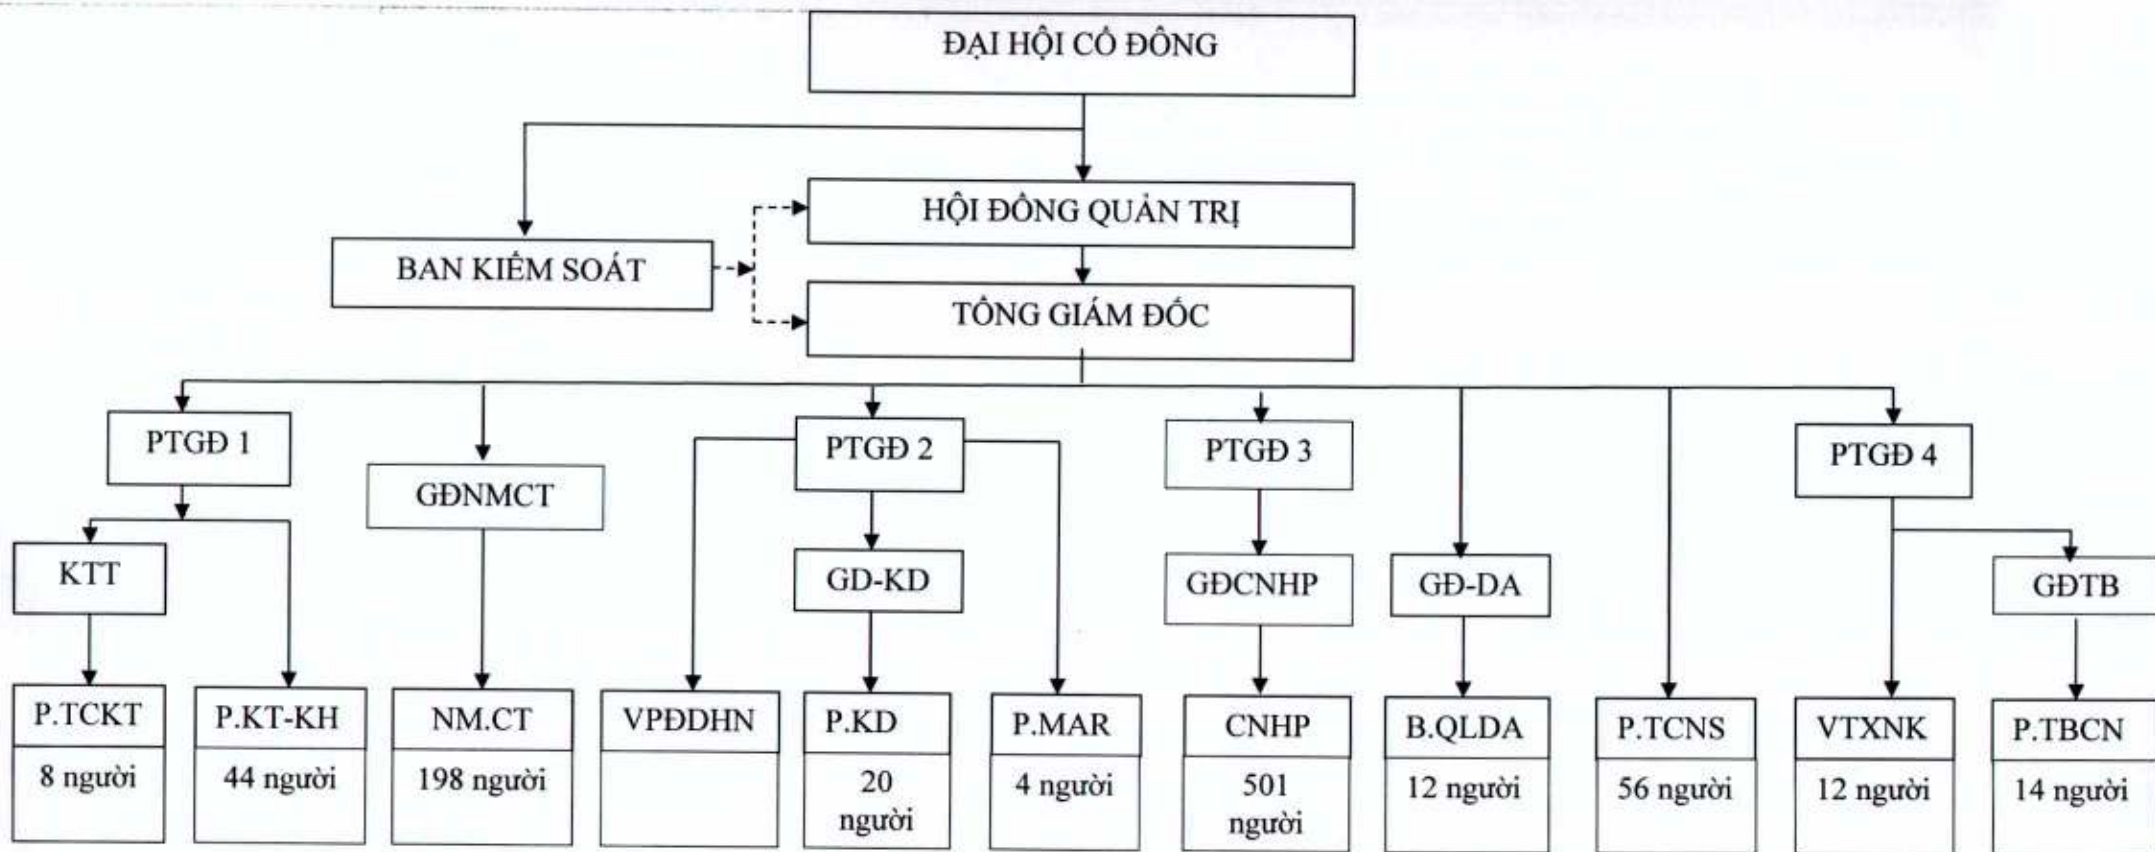 ĐẠI HỘI CỔ ĐÔNG
HỘI ĐỒNG QUẢN TRỊ
BAN KIỂM SOÁT
TỔNG GIÁM ĐỐC
PTGĐ 1
PTGĐ 2
PTGĐ 3
PTGĐ 4
GĐNMCT
KTT
GD-KD
GĐCNHP
GĐ-DA
GĐTB
P.TCKT
P.KT-KH
NM.CT
VPĐDHN
P.KD
P.MAR
CNHP
B.QLDA
P.TCNS
VTXNK
P.TBCN
8 người
44 người
198 người
20
người
4 người
501
người
12 người
56 người
12 người
14 người